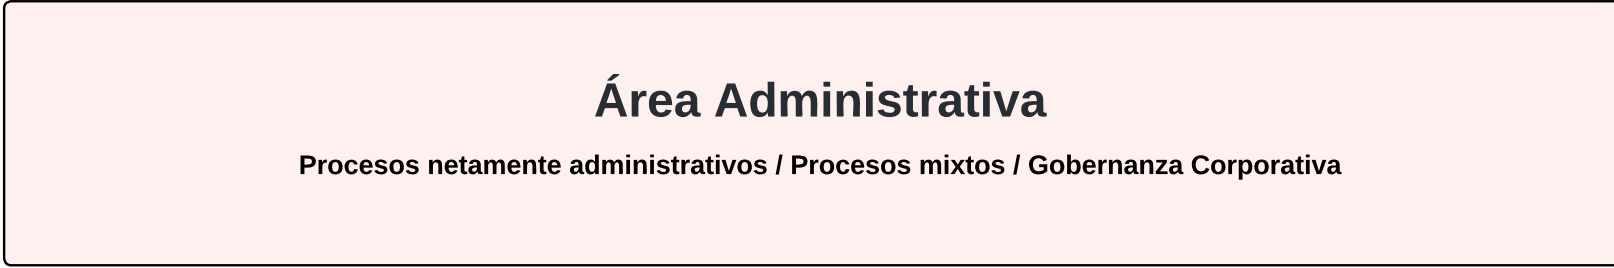 Área Administrativa
Procesos netamente administrativos / Procesos mixtos / Gobernanza Corporativa